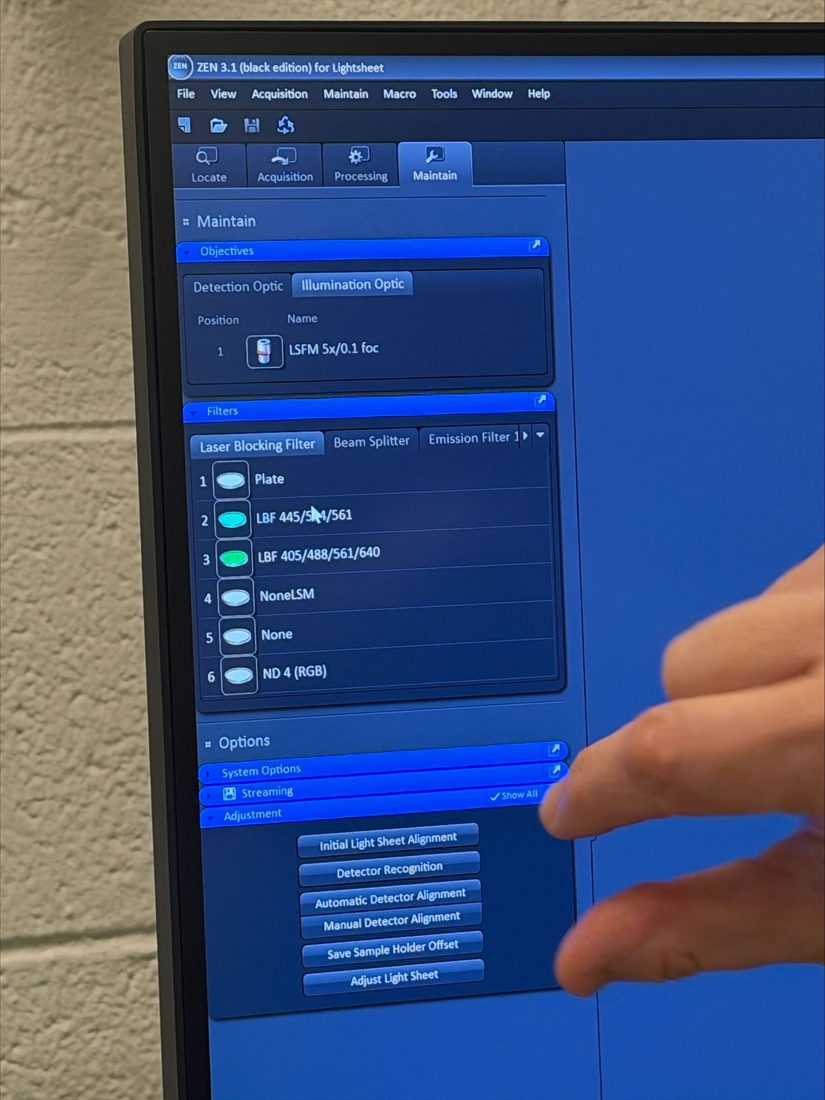 ZEN ZEN 3.1 (black edition) for Lightsheet
File View Acquisition Maintain Macro Tools Window Help
Locate Acquisition Processing Maintain
Maintain
Objectives
Detection Optic Illumination Optic
Position Name
1 LSFM 5x/0.1 foc
Filters
Laser Blocking Filter Beam Splitter Emission Filter 1
1 Plate
2 LBF
3 LBF 405/488/561/640
4 NoneLSM
5 None
6 ND 4 (RGB)
Options
System Options
Streaming
Show All
Adjustment
Initial Light Sheet Alignment
Detector Recognition
Automatic Detector Alignment
Manual Detector Alignment
Save Sample Holder Offset
Adjust Light Sheet